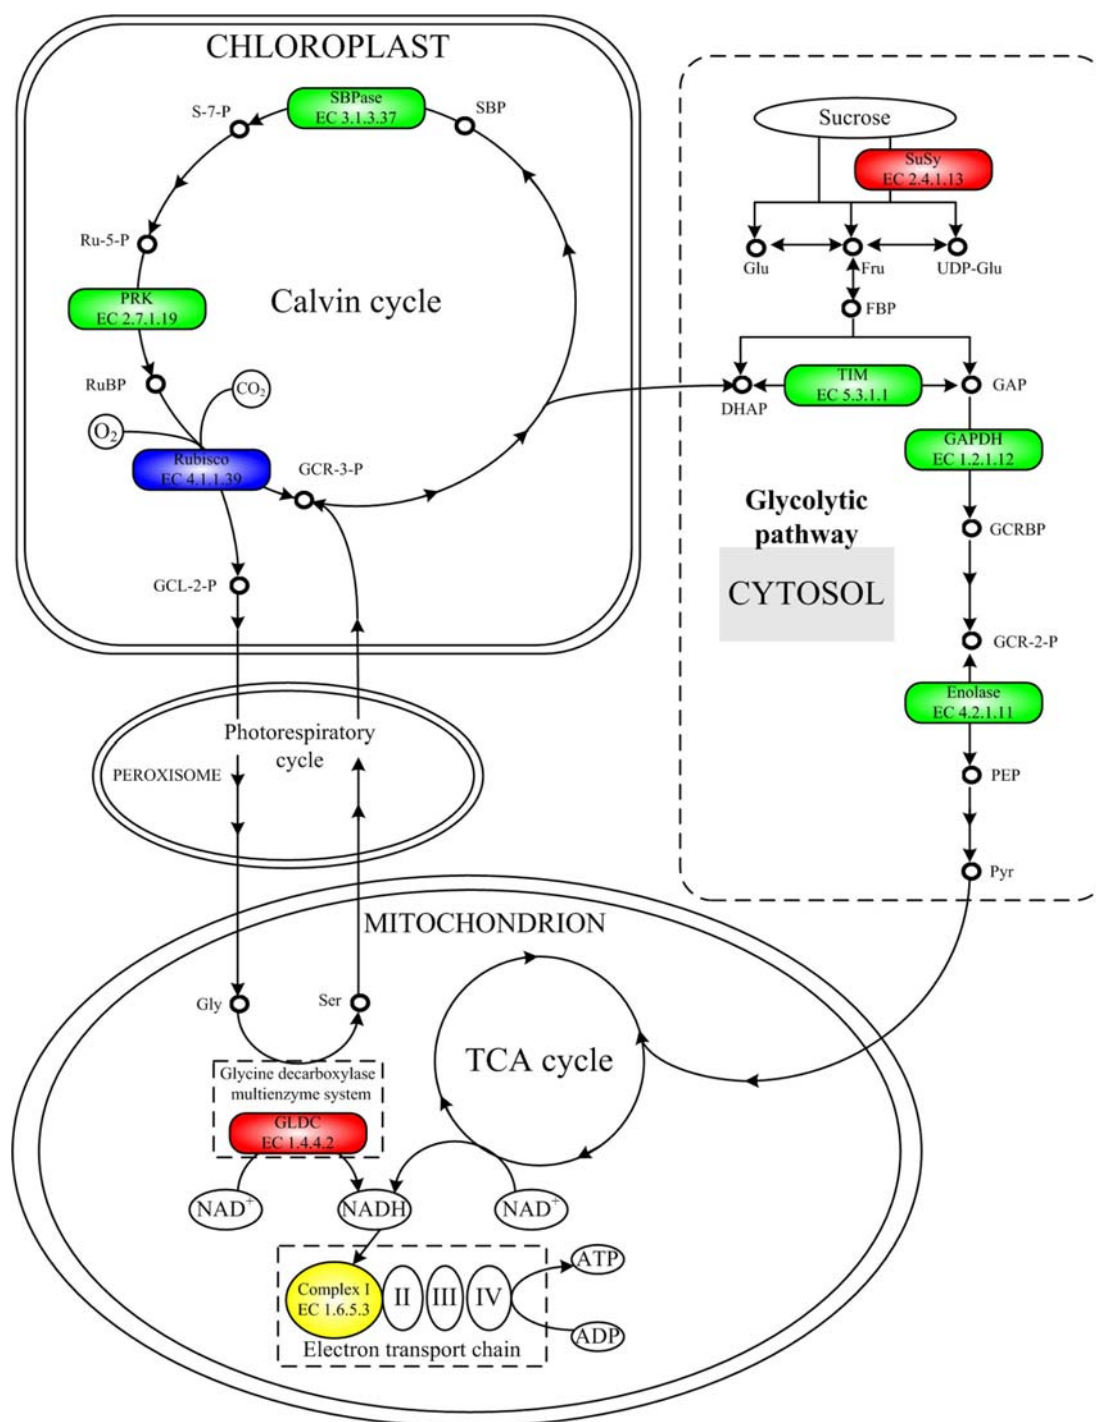 CHLOROPLAST
SBPase
EC 3.1.3.37
S-7-P
SBP
Ru-5-P
PRK
EC 2.7.1.19
Calvin cycle
RuBP
CO₂
O₂
Rubisco
EC 4.1.1.39
GCR-3-P
GCL-2-P
Sucrose
SuSy
EC 2.4.1.13
Glu
Fru
UDP-Glu
FBP
DHAP
TIM
EC 5.3.1.1
GAP
GAPDH
EC 1.2.1.12
Glycolytic
pathway
CYTOSOL
GCRBP
GCR-2-P
Enolase
EC 4.2.1.11
PEP
Pyr
Photorespiratory
cycle
PEROXISOME
MITOCHONDRION
Gly
Ser
TCA cycle
Glycine decarboxylase
multienzyme system
GLDC
EC 1.4.4.2
NAD⁺
NADH
NAD⁺
Complex I
EC 1.6.5.3
II
III
IV
ATP
ADP
Electron transport chain